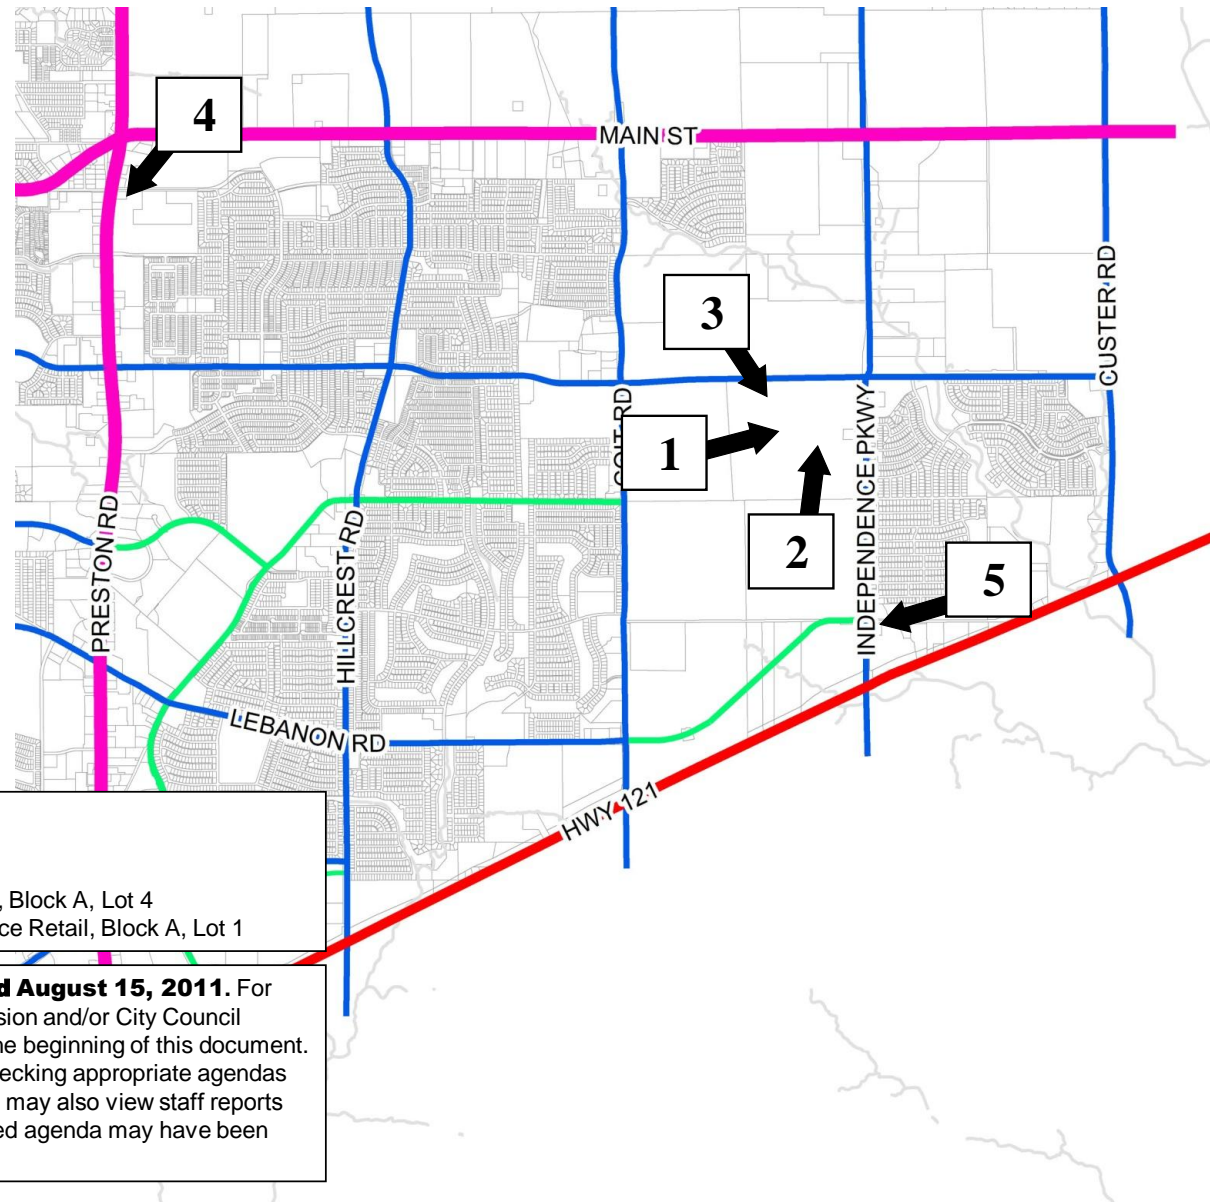 4
MAIN ST
3
CUSTER RD
COIT RD
1
INDEPENDENCE PKWY
2
5
PRESTON RD
HILLCREST RD
LEBANON RD
HWY 121
, Block A, Lot 4
ce Retail, Block A, Lot 1
d August 15, 2011. For
sion and/or City Council
he beginning of this document.
ecking appropriate agendas
may also view staff reports
ed agenda may have been